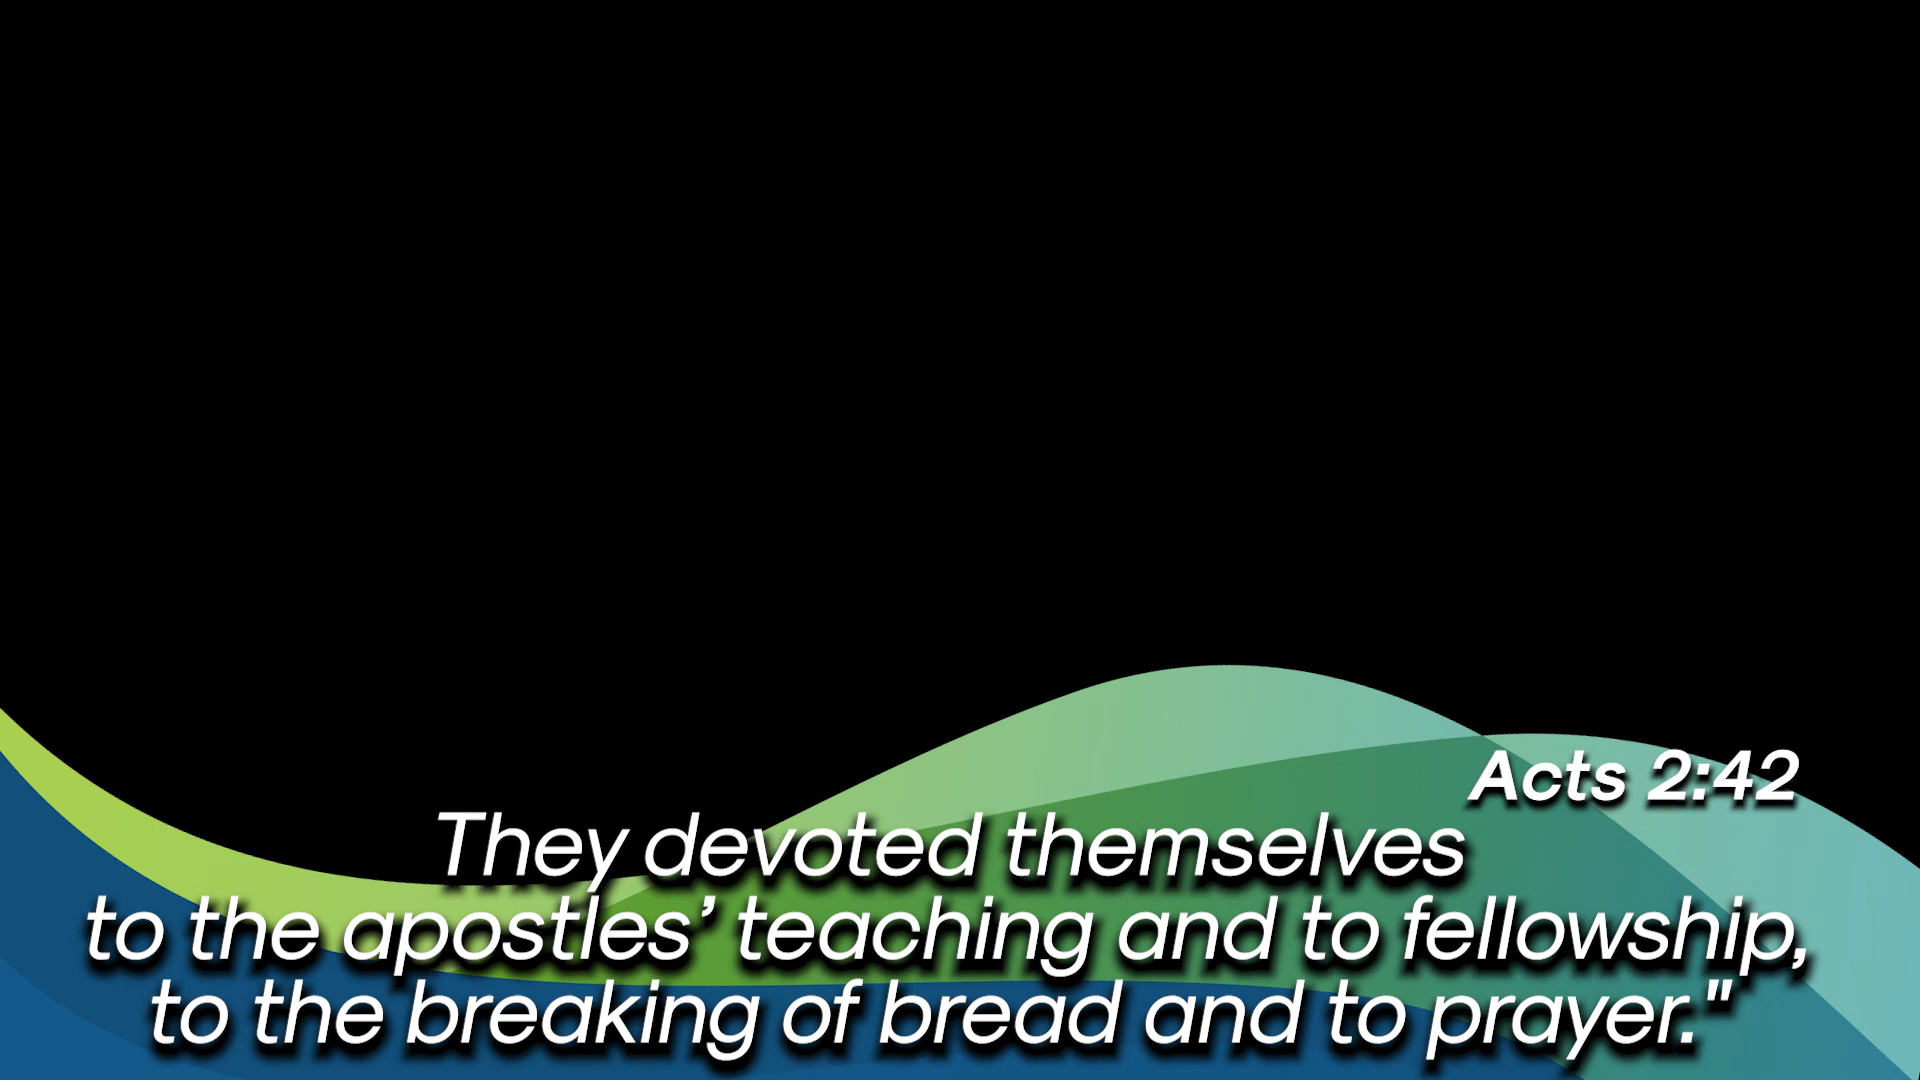 Acts 2:42
They devoted themselves
to the apostles’ teaching and to fellowship,
to the breaking of bread and to prayer."